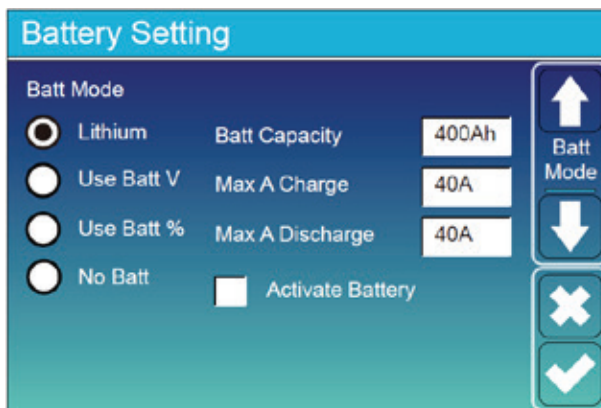 Battery Setting
Batt Mode
Lithium Batt Capacity 400Ah
Use Batt V Max A Charge 40A
Use Batt % Max A Discharge 40A
No Batt Activate Battery
Batt
Mode